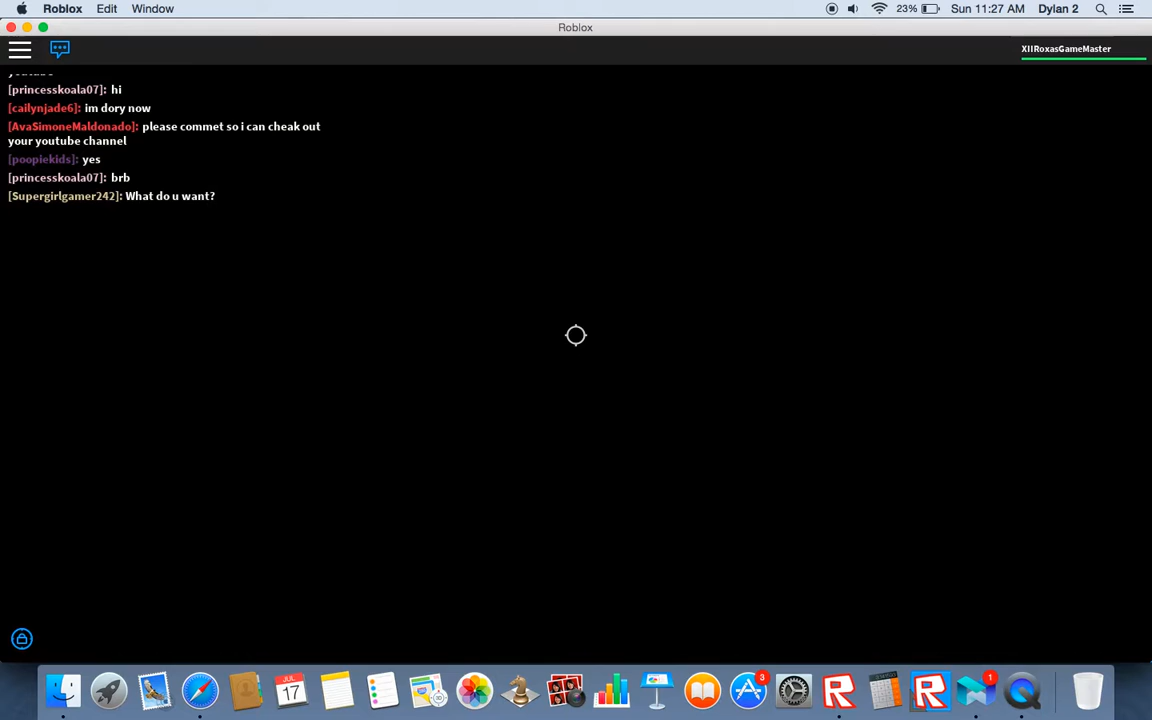 Roblox Edit Window 23% Sun 11:27 AM Dylan 2
Roblox
XIIRoxasGameMaster
youtube
[princesskoala07]: hi
[cailynjade6]: im dory now
[AvaSimoneMaldonado]: please commet so i can cheak out
your youtube channel
[poopiekids]: yes
[princesskoala07]: brb
[Supergirlgamer242]: What do u want?
JUL
17
3D
3
1